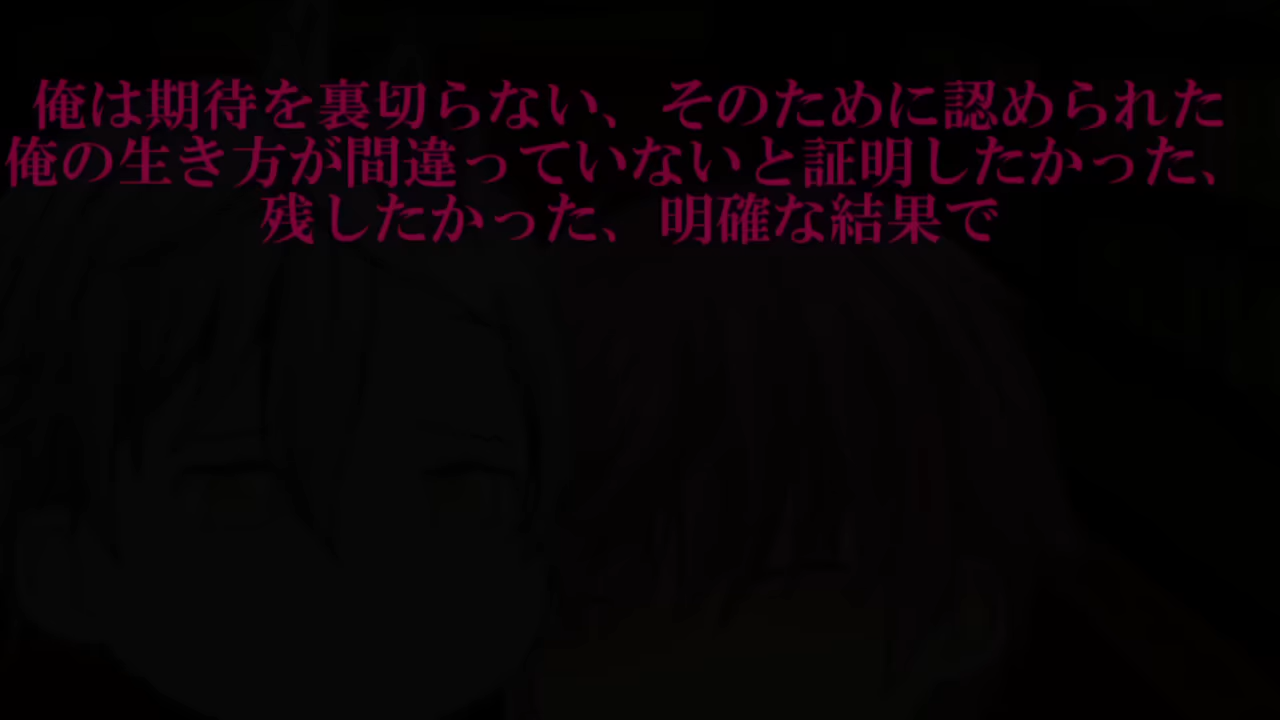 俺は期待を裏切らない、そのために認められた
俺の生き方が間違っていないと証明したかった、
残したかった、明確な結果で